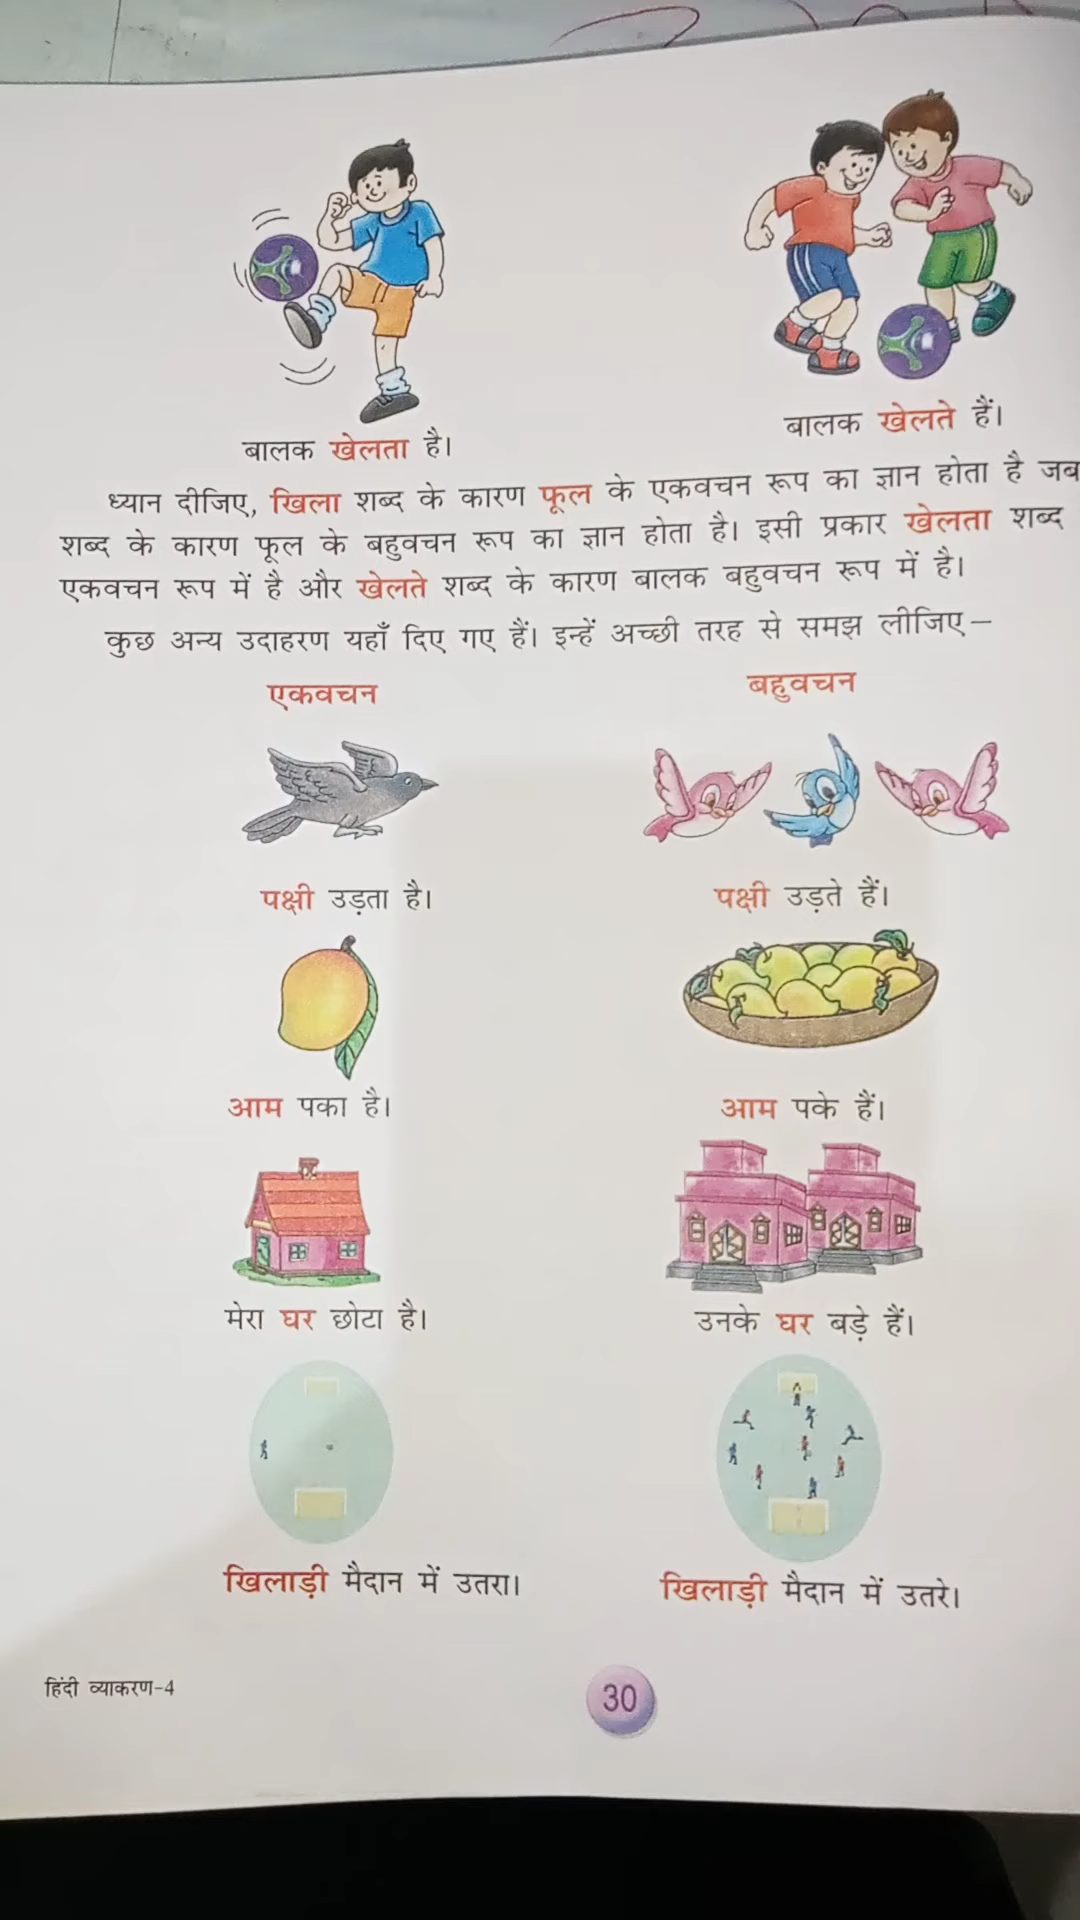 बालक खेलता है।
बालक खेलते हैं।
ध्यान दीजिए, खिला शब्द के कारण फूल के एकवचन रूप का ज्ञान होता है जब
शब्द के कारण फूल के बहुवचन रूप का ज्ञान होता है। इसी प्रकार खेलता शब्द
एकवचन रूप में है और खेलते शब्द के कारण बालक बहुवचन रूप में है।
कुछ अन्य उदाहरण यहाँ दिए गए हैं। इन्हें अच्छी तरह से समझ लीजिए–
एकवचन
बहुवचन
पक्षी उड़ता है।
पक्षी उड़ते हैं।
आम पका है।
आम पके हैं।
मेरा घर छोटा है।
उनके घर बड़े हैं।
खिलाड़ी मैदान में उतरा।
खिलाड़ी मैदान में उतरे।
हिंदी व्याकरण-4
30